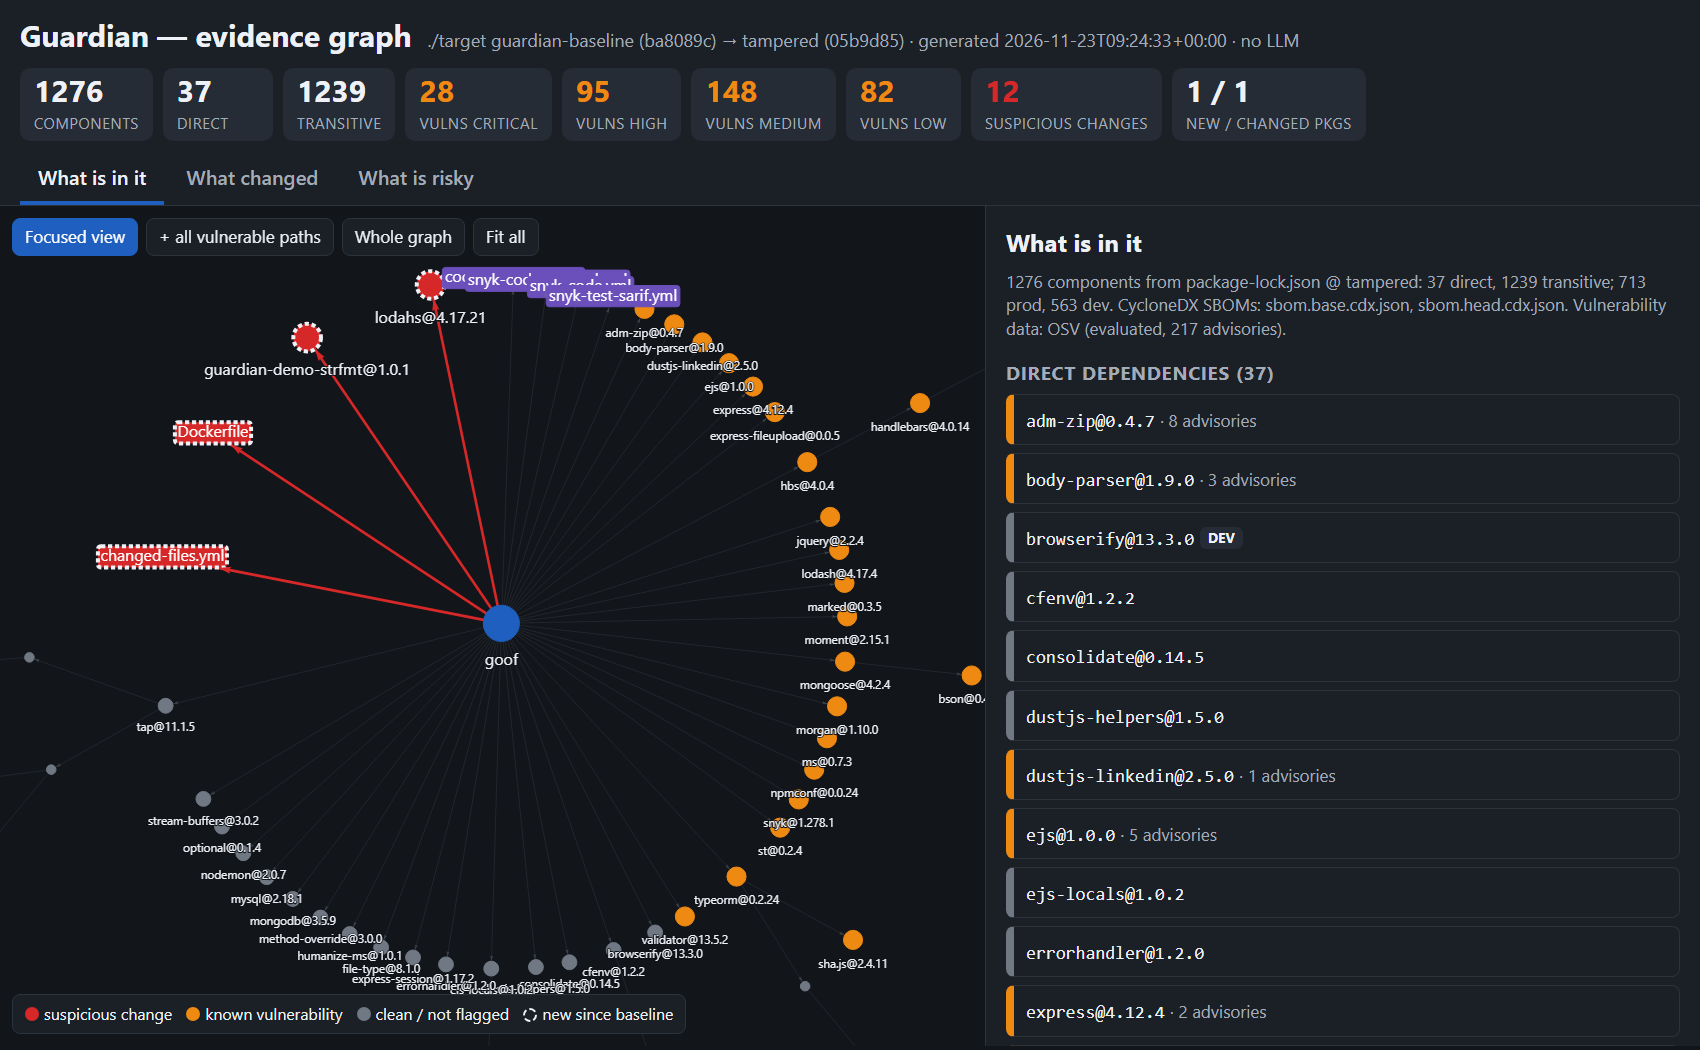 Guardian — evidence graph ./target guardian-baseline (ba8089c) → tampered (05b9d85) · generated 2026-11-23T09:24:33+00:00 · no LLM
1276 37 1239 28 95 148 82 12 1 / 1
COMPONENTS DIRECT TRANSITIVE VULNS CRITICAL VULNS HIGH VULNS MEDIUM VULNS LOW SUSPICIOUS CHANGES NEW / CHANGED PKGS
What is in it What changed What is risky
Focused view + all vulnerable paths Whole graph Fit all
snyk-test-sarif.yml
lodahs@4.17.21
guardian-demo-strfmt@1.0.1
Dockerfile
changed-files.yml
goof
adm-zip@0.4.7
body-parser@1.9.0
dustjs-linkedin@2.5.0
ejs@1.0.0
express@4.12.4
express-fileupload@0.0.5
handlebars@4.0.14
hbs@4.0.4
jquery@2.2.4
lodash@4.17.4
marked@0.3.5
moment@2.15.1
mongoose@4.2.4
bson@0.
morgan@1.10.0
ms@0.7.3
npmconf@0.0.24
snyk@1.278.1
st@0.2.4
typeorm@0.2.24
validator@13.5.2
sha.js@2.4.11
browserify@13.3.0
cfenv@1.2.2
tap@11.1.5
stream-buffers@3.0.2
optional@0.1.4
nodemon@2.0.7
mysql@2.18.1
mongodb@3.5.9
method-override@3.0.0
humanize-ms@1.0.1
file-type@8.1.0
express-session@1.17.2
suspicious change known vulnerability clean / not flagged new since baseline
What is in it
1276 components from package-lock.json @ tampered: 37 direct, 1239 transitive; 713
prod, 563 dev. CycloneDX SBOMs: sbom.base.cdx.json, sbom.head.cdx.json. Vulnerability
data: OSV (evaluated, 217 advisories).
DIRECT DEPENDENCIES (37)
adm-zip@0.4.7 · 8 advisories
body-parser@1.9.0 · 3 advisories
browserify@13.3.0 DEV
cfenv@1.2.2
consolidate@0.14.5
dustjs-helpers@1.5.0
dustjs-linkedin@2.5.0 · 1 advisories
ejs@1.0.0 · 5 advisories
ejs-locals@1.0.2
errorhandler@1.2.0
express@4.12.4 · 2 advisories